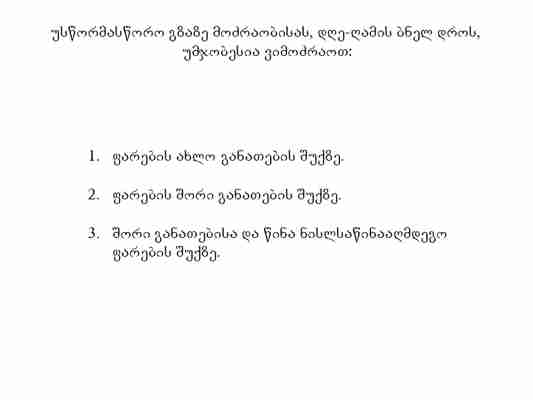 უსწორმასწორო გზაზე მოძრაობისას, დღე-ღამის ბნელ დროს,
უმჯობესია ვიმოძრაოთ:
1. ფარების ახლო განათების შუქზე.
2. ფარების შორი განათების შუქზე.
3. შორი განათებისა და წინა ნისლსაწინააღმდეგო
ფარების შუქზე.